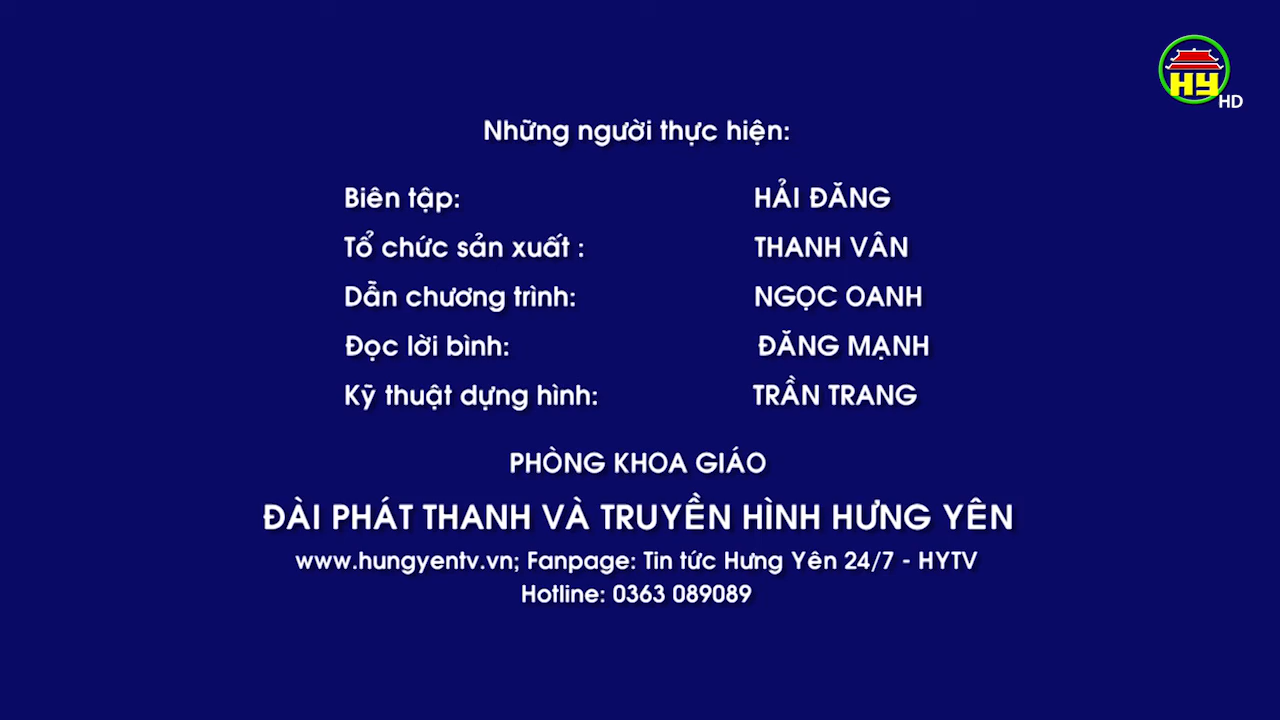 HY
HD
Những người thực hiện:
Biên tập: HẢI ĐĂNG
Tổ chức sản xuất : THANH VÂN
Dẫn chương trình: NGỌC OANH
Đọc lời bình: ĐĂNG MẠNH
Kỹ thuật dựng hình: TRẦN TRANG
PHÒNG KHOA GIÁO
ĐÀI PHÁT THANH VÀ TRUYỀN HÌNH HƯNG YÊN
www.hungyentv.vn; Fanpage: Tin tức Hưng Yên 24/7 - HYTV
Hotline: 0363 089089